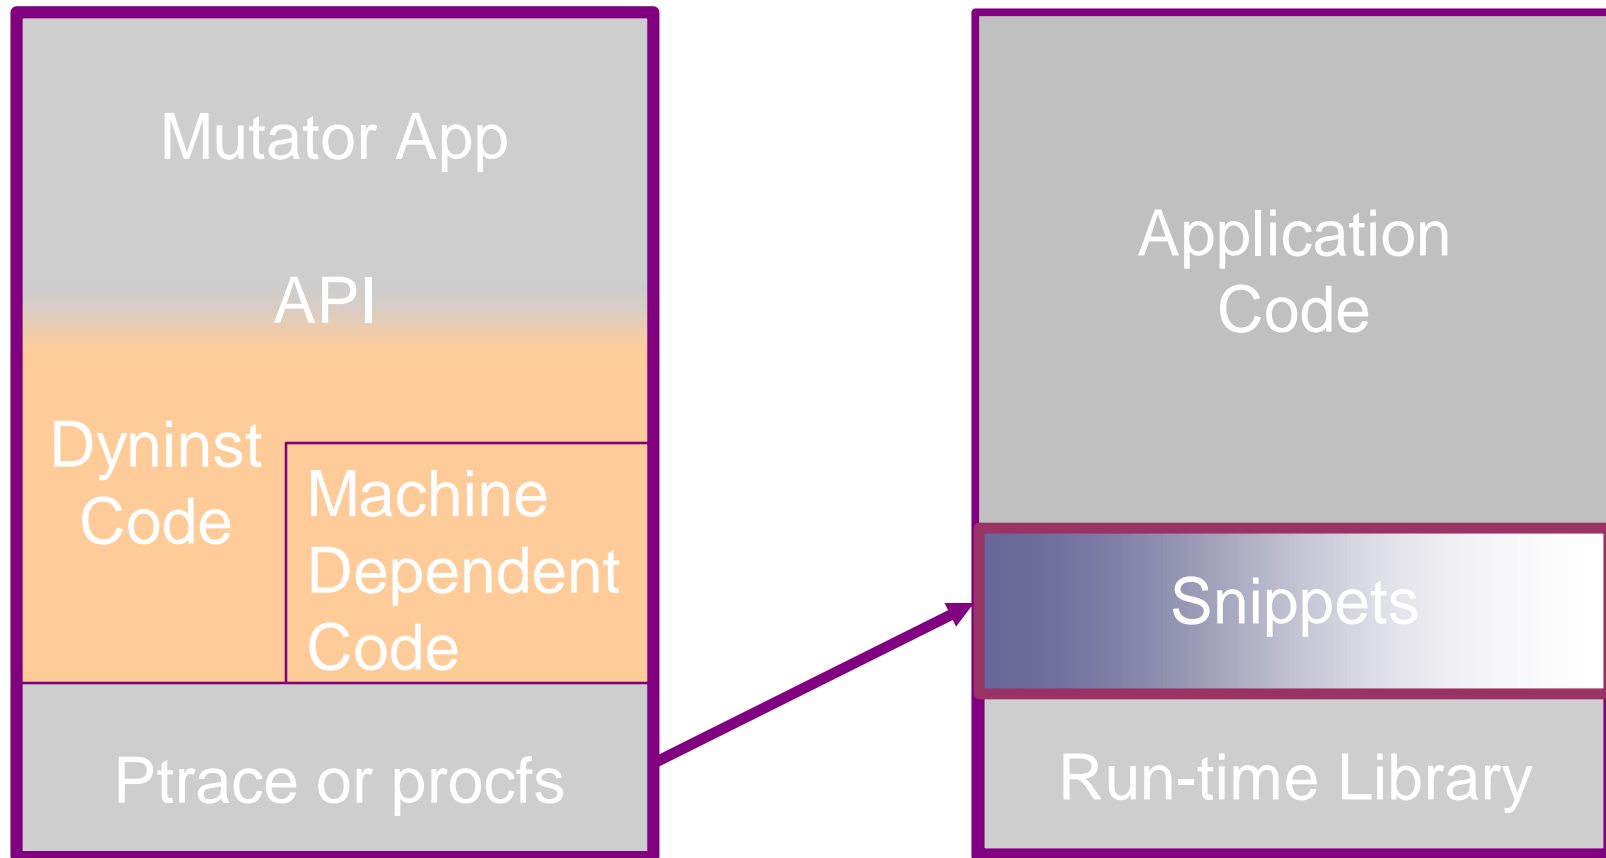 Mutator App
API
Dyninst
Code
Machine
Dependent
Code
Ptrace or procfs
Application
Code
Snippets
Run-time Library